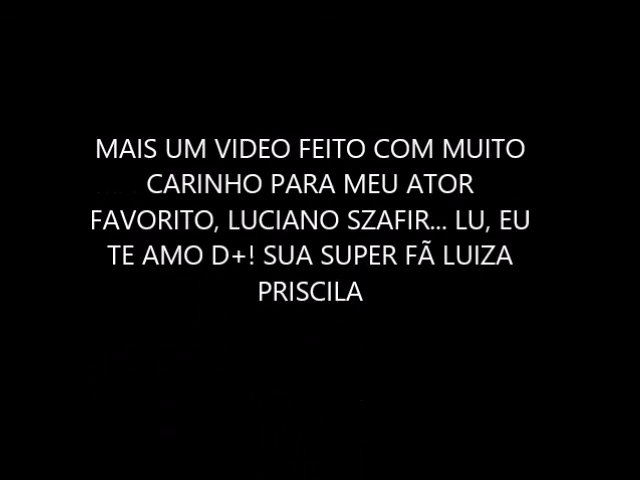 MAIS UM VIDEO FEITO COM MUITO
CARINHO PARA MEU ATOR
FAVORITO, LUCIANO SZAFIR... LU, EU
TE AMO D+! SUA SUPER FÃ LUIZA
PRISCILA